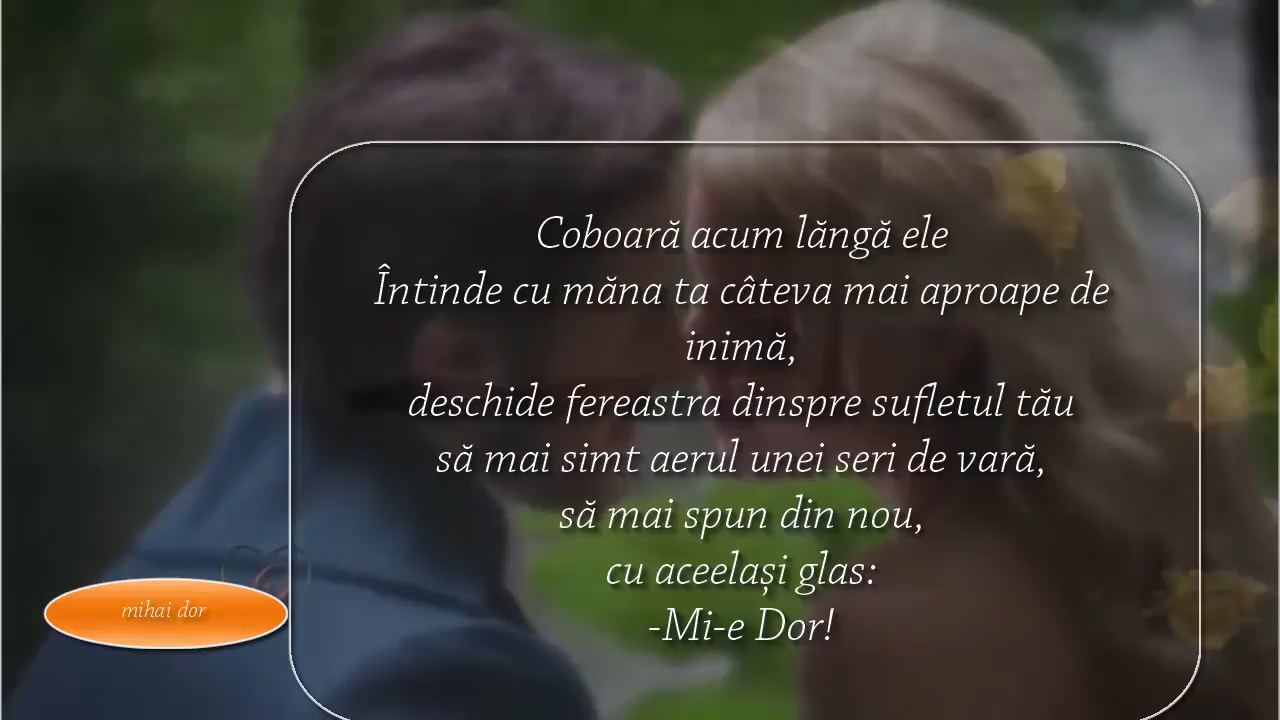 Coboară acum lăngă ele
Întinde cu măna ta câteva mai aproape de
inimă,
deschide fereastra dinspre sufletul tău
să mai simt aerul unei seri de vară,
să mai spun din nou,
cu aceelași glas:
-Mi-e Dor!
mihai dor